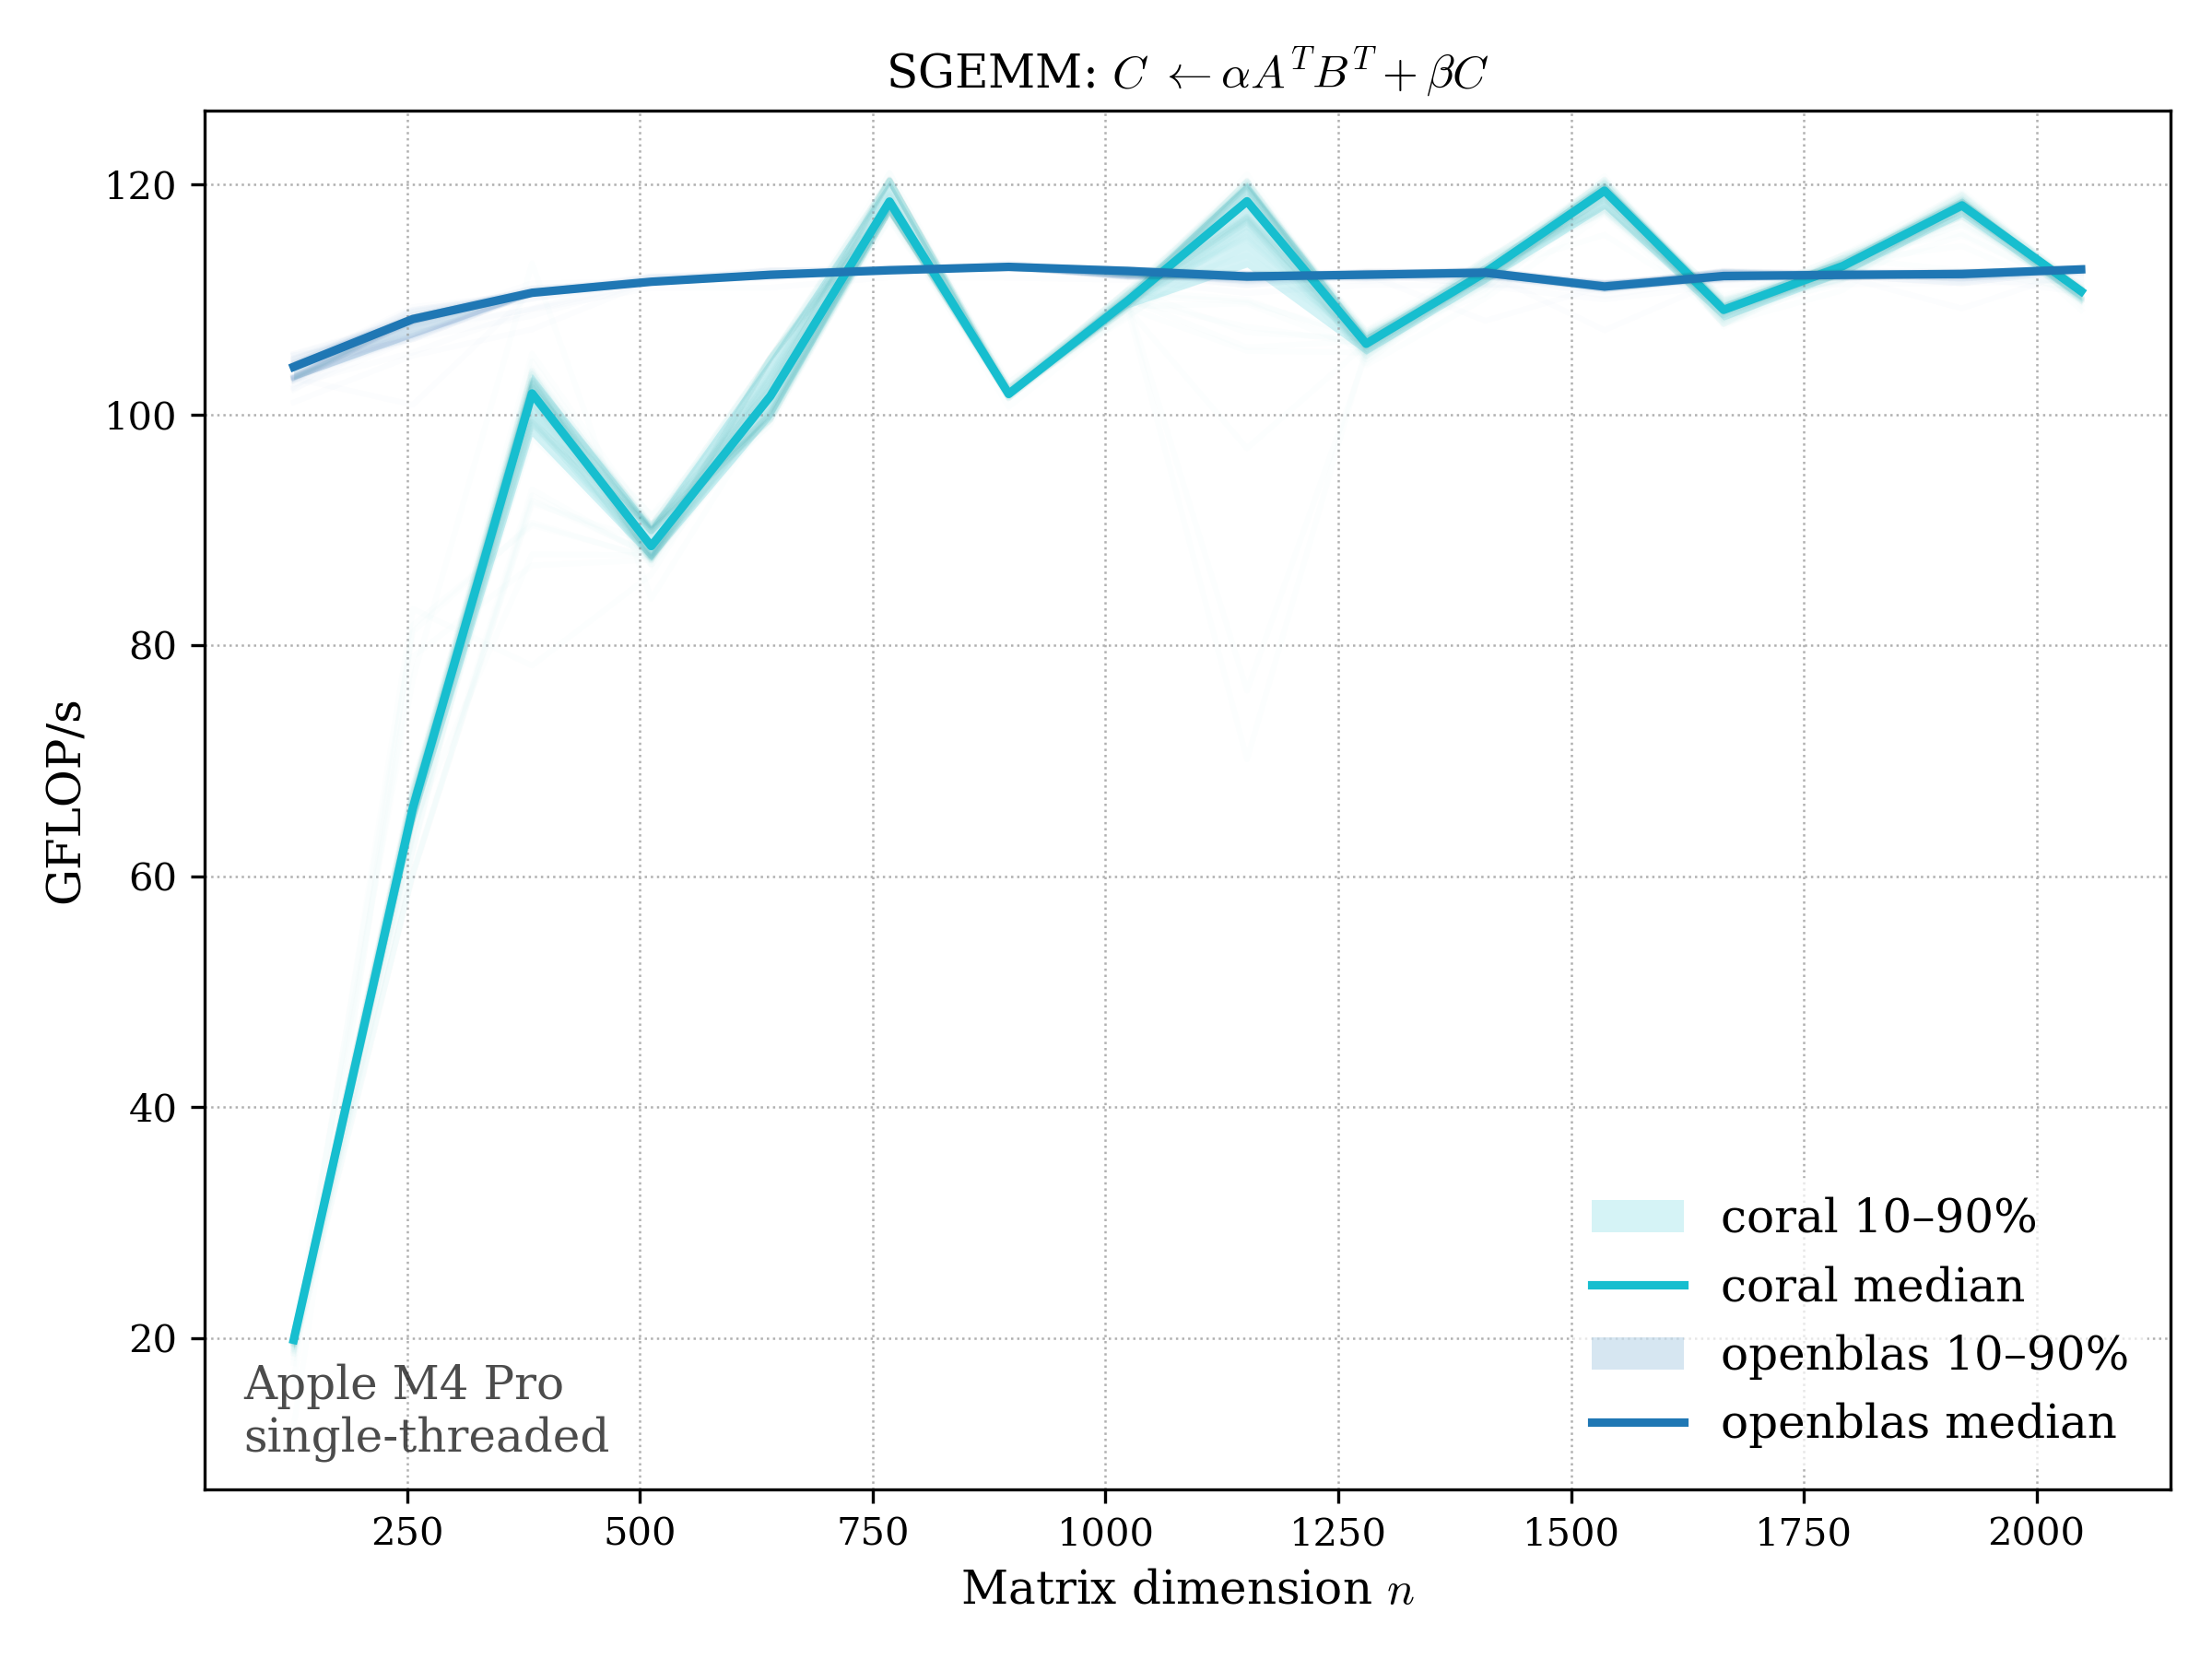 SGEMM: C ← αAᵀBᵀ + βC
GFLOP/s
120
100
80
60
40
20
250 500 750 1000 1250 1500 1750 2000
Matrix dimension n
Apple M4 Pro
single-threaded
coral 10–90%
coral median
openblas 10–90%
openblas median